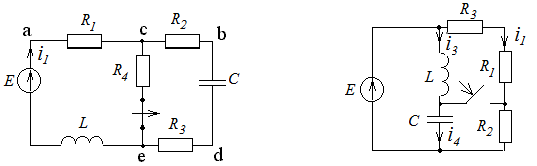 a R₁ c R₂ b
i₁
E R₄ C
L R₃
e d
R₃
i₃ i₁
L R₁
E
C R₂
i₄